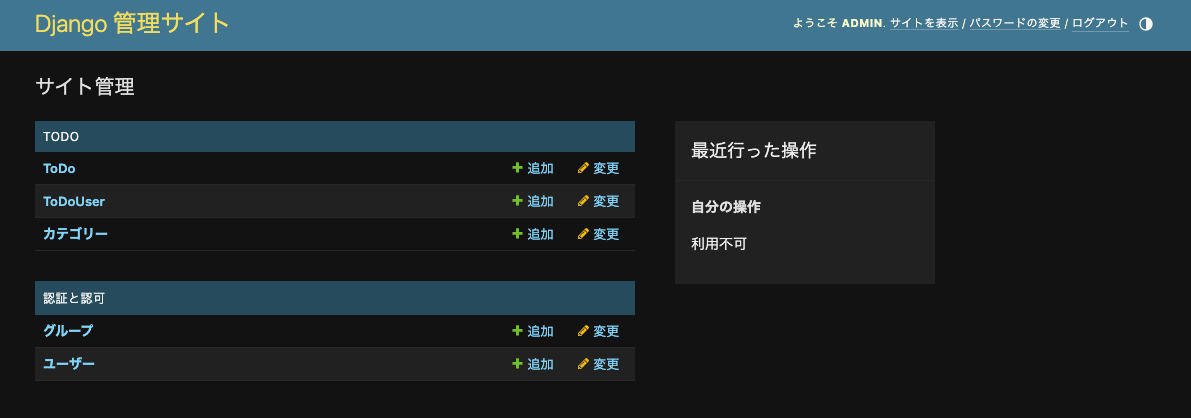 Django 管理サイト
ようこそ ADMIN. サイトを表示 / パスワードの変更 / ログアウト
サイト管理
TODO
ToDo 追加 変更
ToDoUser 追加 変更
カテゴリー 追加 変更
認証と認可
グループ 追加 変更
ユーザー 追加 変更
最近行った操作
自分の操作
利用不可